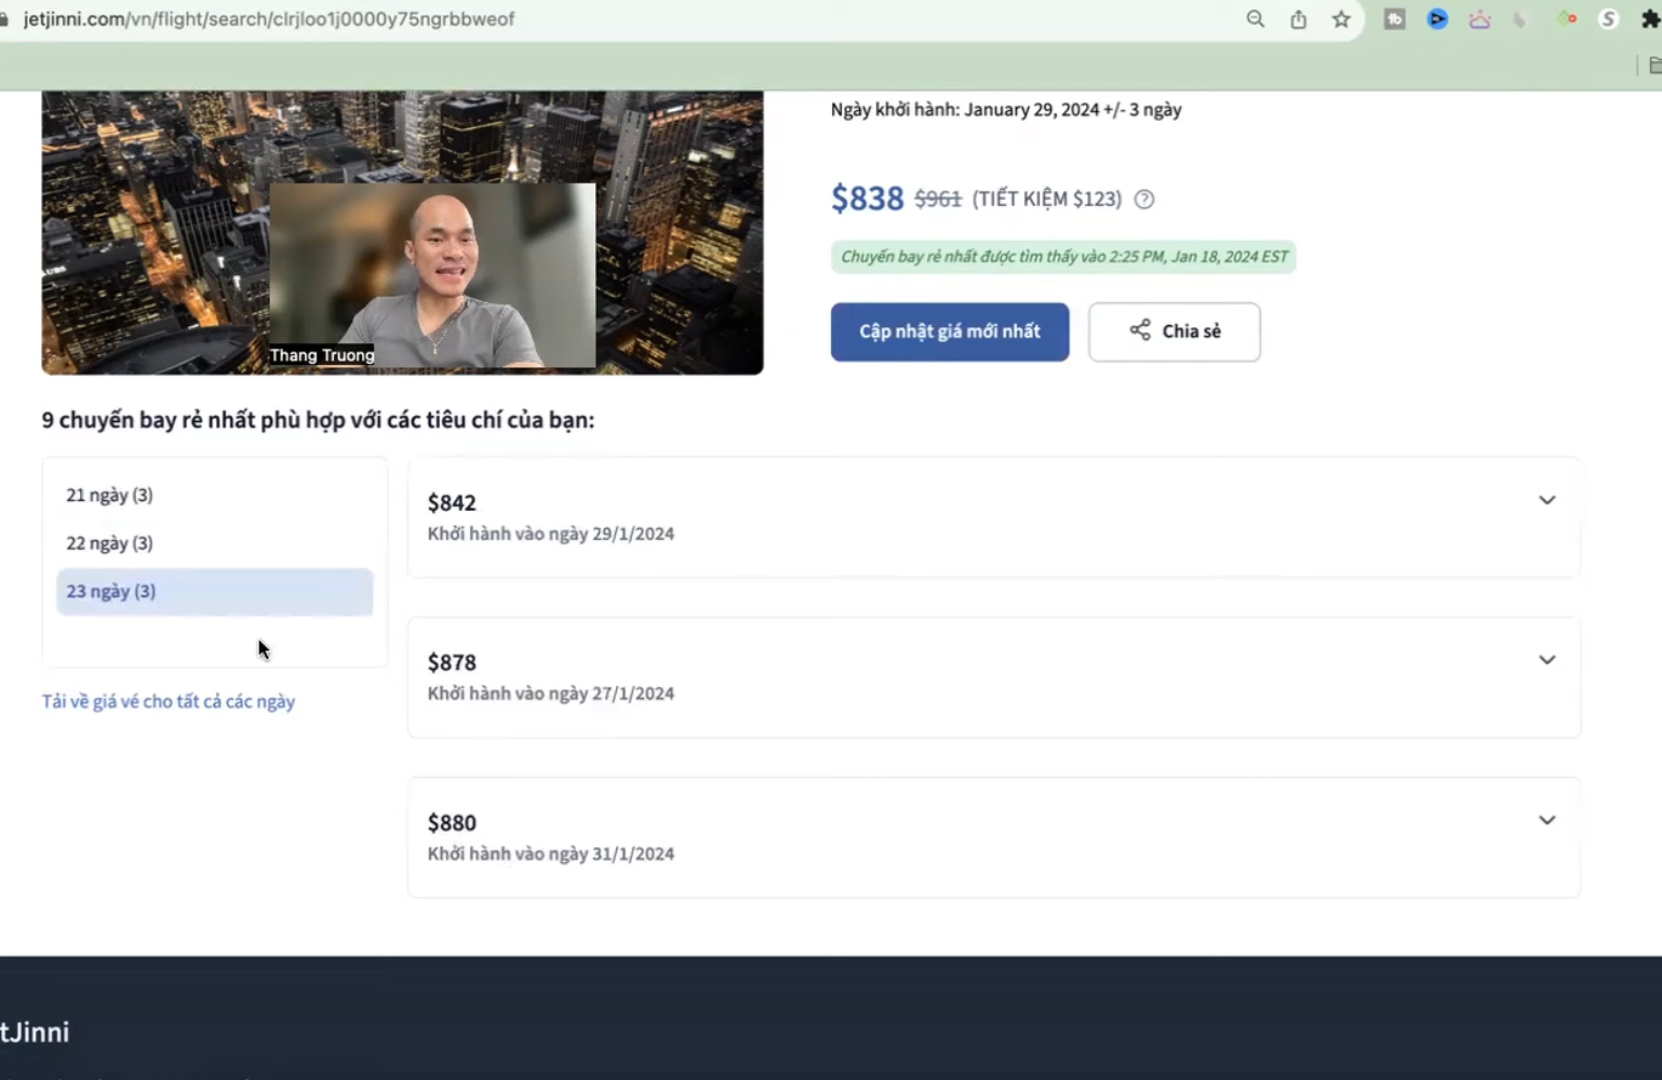 jetjinni.com/vn/flight/search/clrjloo1j0000y75ngrbbweof
Ngày khởi hành: January 29, 2024 +/- 3 ngày
$838 $961 (TIẾT KIỆM $123) ?
Chuyến bay rẻ nhất được tìm thấy vào 2:25 PM, Jan 18, 2024 EST
Cập nhật giá mới nhất
Chia sẻ
Thang Truong
9 chuyến bay rẻ nhất phù hợp với các tiêu chí của bạn:
21 ngày (3)
22 ngày (3)
23 ngày (3)
Tải về giá vé cho tất cả các ngày
$842
Khởi hành vào ngày 29/1/2024
$878
Khởi hành vào ngày 27/1/2024
$880
Khởi hành vào ngày 31/1/2024
tJinni